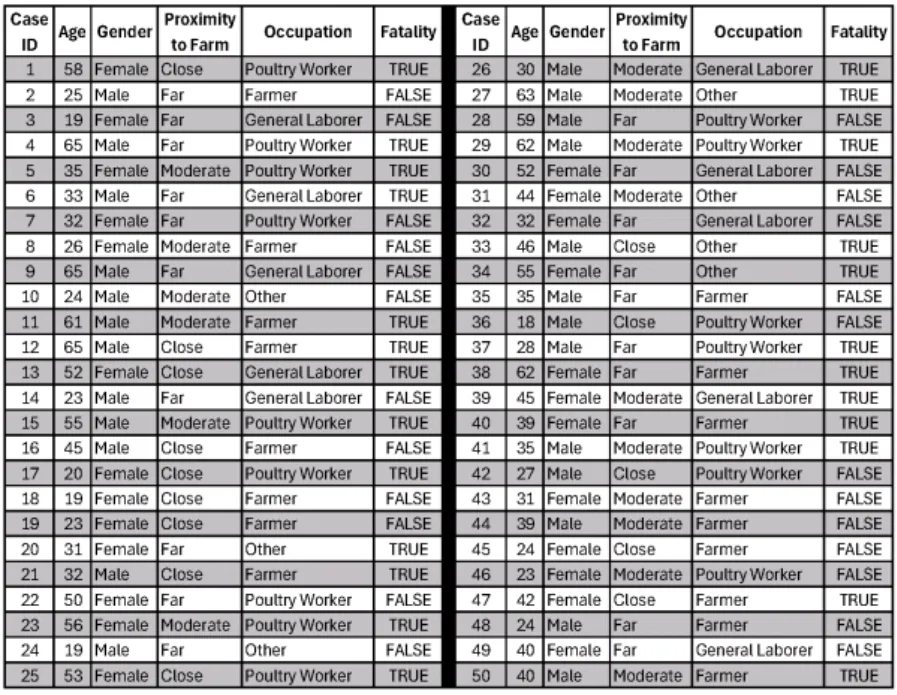 Case ID Age Gender Proximity to Farm Occupation Fatality Case ID Age Gender Proximity to Farm Occupation Fatality
1 58 Female Close Poultry Worker TRUE 26 30 Male Moderate General Laborer TRUE
2 25 Male Far Farmer FALSE 27 63 Male Moderate Other TRUE
3 19 Female Far General Laborer FALSE 28 59 Male Far Poultry Worker FALSE
4 65 Male Far Poultry Worker TRUE 29 62 Male Moderate Poultry Worker TRUE
5 35 Female Moderate Poultry Worker TRUE 30 52 Female Far General Laborer FALSE
6 33 Male Far General Laborer TRUE 31 44 Female Moderate Other FALSE
7 32 Female Far Poultry Worker FALSE 32 32 Female Far General Laborer FALSE
8 26 Female Moderate Farmer FALSE 33 46 Male Close Other TRUE
9 65 Male Far General Laborer FALSE 34 55 Female Far Other TRUE
10 24 Male Moderate Other FALSE 35 35 Male Far Farmer FALSE
11 61 Male Moderate Farmer TRUE 36 18 Male Close Poultry Worker FALSE
12 65 Male Close Farmer TRUE 37 28 Male Far Poultry Worker TRUE
13 52 Female Close General Laborer TRUE 38 62 Female Far Farmer TRUE
14 23 Male Far General Laborer FALSE 39 45 Female Moderate General Laborer TRUE
15 55 Male Moderate Poultry Worker TRUE 40 39 Female Far Farmer TRUE
16 45 Male Close Farmer FALSE 41 35 Male Moderate Poultry Worker TRUE
17 20 Female Close Poultry Worker TRUE 42 27 Male Close Poultry Worker FALSE
18 19 Female Close Farmer FALSE 43 31 Female Moderate Farmer FALSE
19 23 Female Close Farmer FALSE 44 39 Male Moderate Farmer FALSE
20 31 Female Far Other TRUE 45 24 Female Close Farmer FALSE
21 32 Male Close Farmer TRUE 46 23 Female Moderate Poultry Worker FALSE
22 50 Female Far Poultry Worker FALSE 47 42 Female Close Farmer TRUE
23 56 Female Moderate Poultry Worker TRUE 48 24 Male Far Farmer FALSE
24 19 Male Far Other FALSE 49 40 Female Far General Laborer FALSE
25 53 Female Close Poultry Worker TRUE 50 40 Male Moderate Farmer TRUE